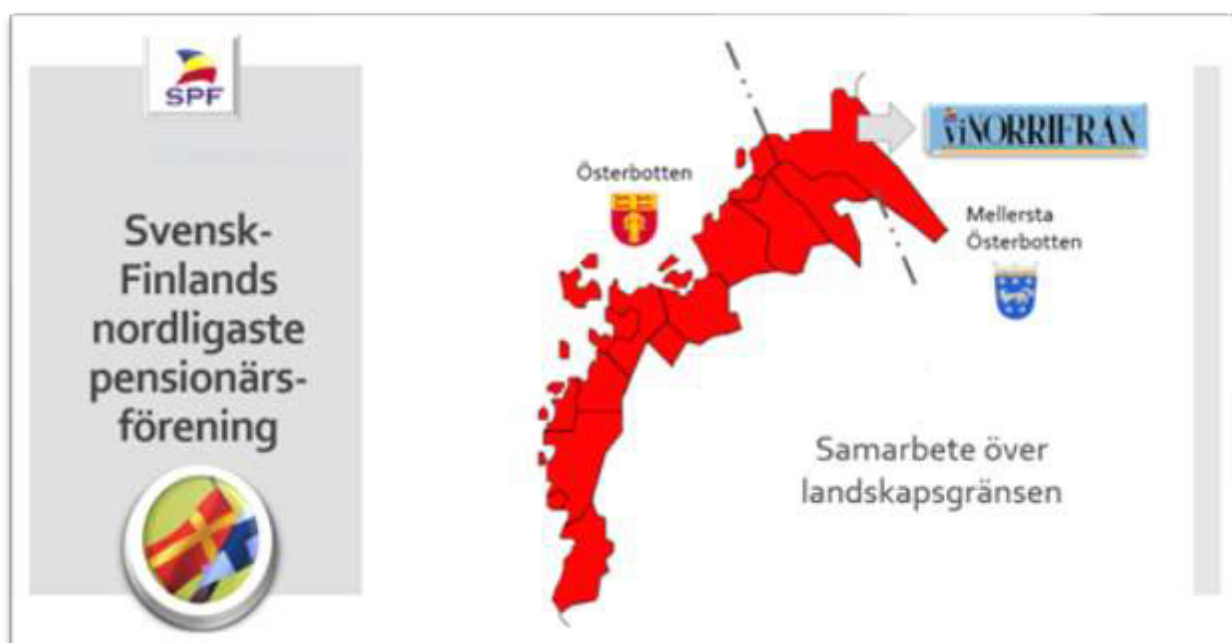 SPF
Svensk-
Finlands
nordligaste
pensionärs-
förening
Österbotten
viNORRIFRÅN
Mellersta
Österbotten
Samarbete över
landskapsgränsen